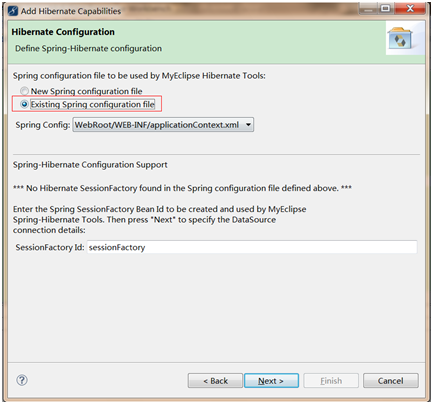 Add Hibernate Capabilities
Hibernate Configuration
Define Spring-Hibernate configuration
Spring configuration file to be used by MyEclipse Hibernate Tools:
New Spring configuration file
Existing Spring configuration file
Spring Config: WebRoot/WEB-INF/applicationContext.xml
Spring-Hibernate Configuration Support
*** No Hibernate SessionFactory found in the Spring configuration file defined above. ***
Enter the Spring SessionFactory Bean Id to be created and used by MyEclipse
Spring-Hibernate Tools. Then press "Next" to specify the DataSource
connection details:
SessionFactory Id: sessionFactory
< Back Next > Finish Cancel